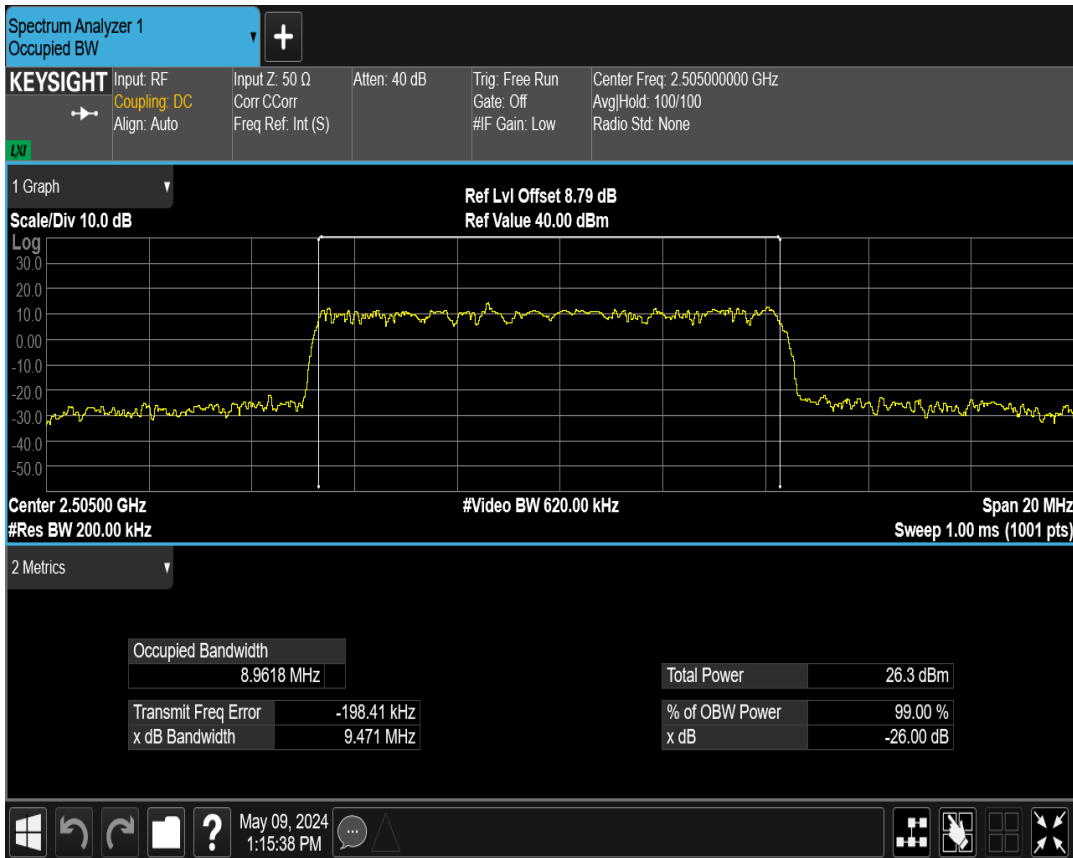 Spectrum Analyzer 1
Occupied BW
KEYSIGHT
LXI
Input: RF
Coupling: DC
Align: Auto
Input Z: 50 Ω
Corr CCorr
Freq Ref: Int (S)
Atten: 40 dB
Trig: Free Run
Gate: Off
#IF Gain: Low
Center Freq: 2.505000000 GHz
Avg|Hold: 100/100
Radio Std: None
1 Graph
Scale/Div 10.0 dB
Ref Lvl Offset 8.79 dB
Ref Value 40.00 dBm
Log
30.0
20.0
10.0
0.00
-10.0
-20.0
-30.0
-40.0
-50.0
Center 2.50500 GHz
#Video BW 620.00 kHz
Span 20 MHz
#Res BW 200.00 kHz
Sweep 1.00 ms (1001 pts)
2 Metrics
Occupied Bandwidth
8.9618 MHz
Transmit Freq Error -198.41 kHz
x dB Bandwidth 9.471 MHz
Total Power 26.3 dBm
% of OBW Power 99.00 %
x dB -26.00 dB
May 09, 2024
1:15:38 PM